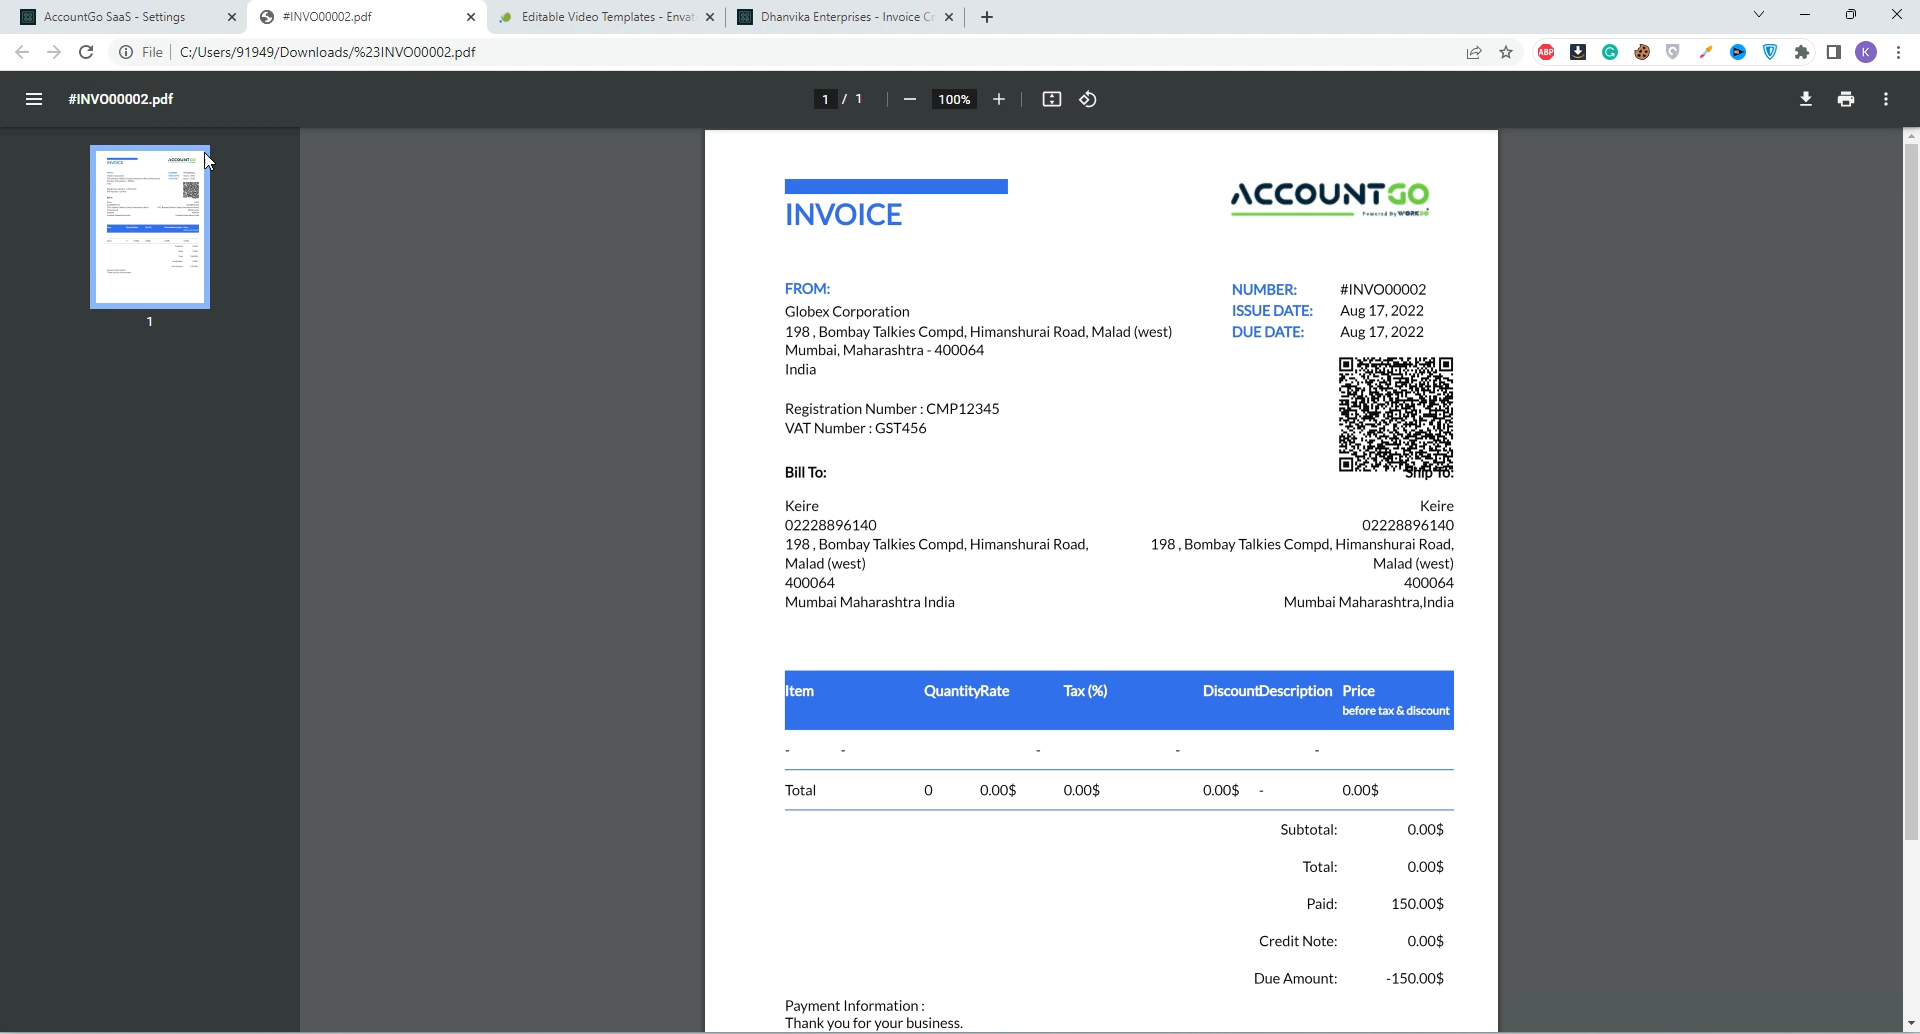 AccountGo SaaS - Settings
#INVO00002.pdf
Editable Video Templates - Envat
Dhanvika Enterprises - Invoice Cr
File
C:/Users/91949/Downloads/%23INVO00002.pdf
ABP
K
#INVO00002.pdf
1 / 1
100%
1
INVOICE
ACCOUNTGO
Powered By WORKDO
FROM:
Globex Corporation
198 , Bombay Talkies Compd, Himanshurai Road, Malad (west)
Mumbai, Maharashtra - 400064
India
Registration Number : CMP12345
VAT Number : GST456
NUMBER: #INVO00002
ISSUE DATE: Aug 17, 2022
DUE DATE: Aug 17, 2022
Bill To:
Keire
02228896140
198 , Bombay Talkies Compd, Himanshurai Road,
Malad (west)
400064
Mumbai Maharashtra India
Ship To:
Keire
02228896140
198 , Bombay Talkies Compd, Himanshurai Road,
Malad (west)
400064
Mumbai Maharashtra,India
Item QuantityRate Tax (%) DiscountDescription Price
before tax & discount
- - - - -
Total 0 0.00$ 0.00$ 0.00$ - 0.00$
Subtotal: 0.00$
Total: 0.00$
Paid: 150.00$
Credit Note: 0.00$
Due Amount: -150.00$
Payment Information :
Thank you for your business.